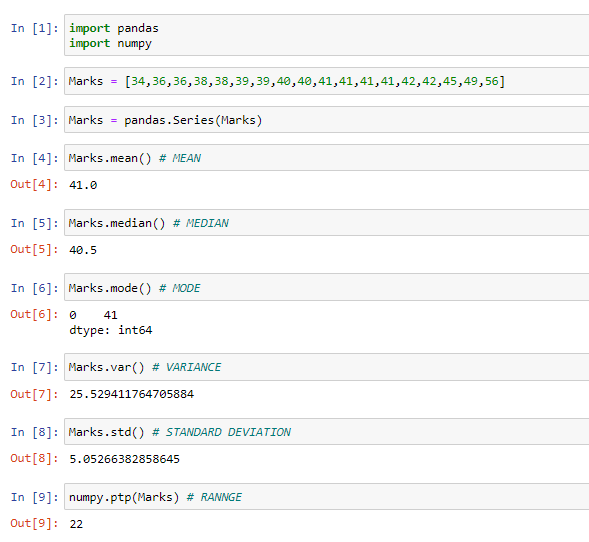 In [1]: import pandas
import numpy
In [2]: Marks = [34,36,36,38,38,39,39,40,40,41,41,41,41,42,42,45,49,56]
In [3]: Marks = pandas.Series(Marks)
In [4]: Marks.mean() # MEAN
Out[4]: 41.0
In [5]: Marks.median() # MEDIAN
Out[5]: 40.5
In [6]: Marks.mode() # MODE
Out[6]: 0    41
dtype: int64
In [7]: Marks.var() # VARIANCE
Out[7]: 25.529411764705884
In [8]: Marks.std() # STANDARD DEVIATION
Out[8]: 5.05266382858645
In [9]: numpy.ptp(Marks) # RANNGE
Out[9]: 22